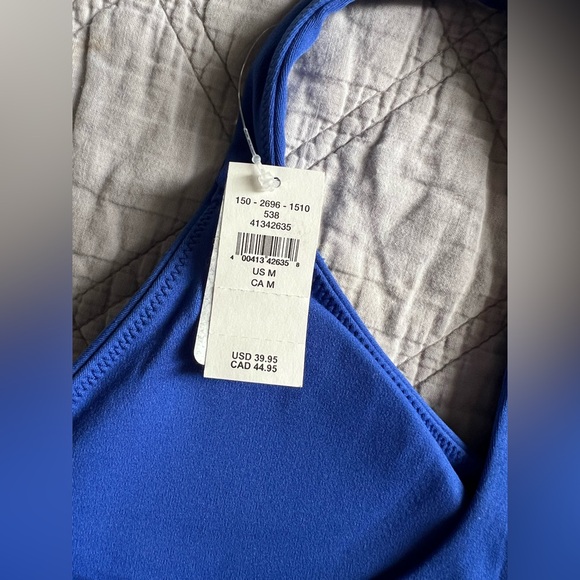 150 - 2696 - 1510
538
41342635
4 00413 42635 8
US M
CA M
USD 39.95
CAD 44.95